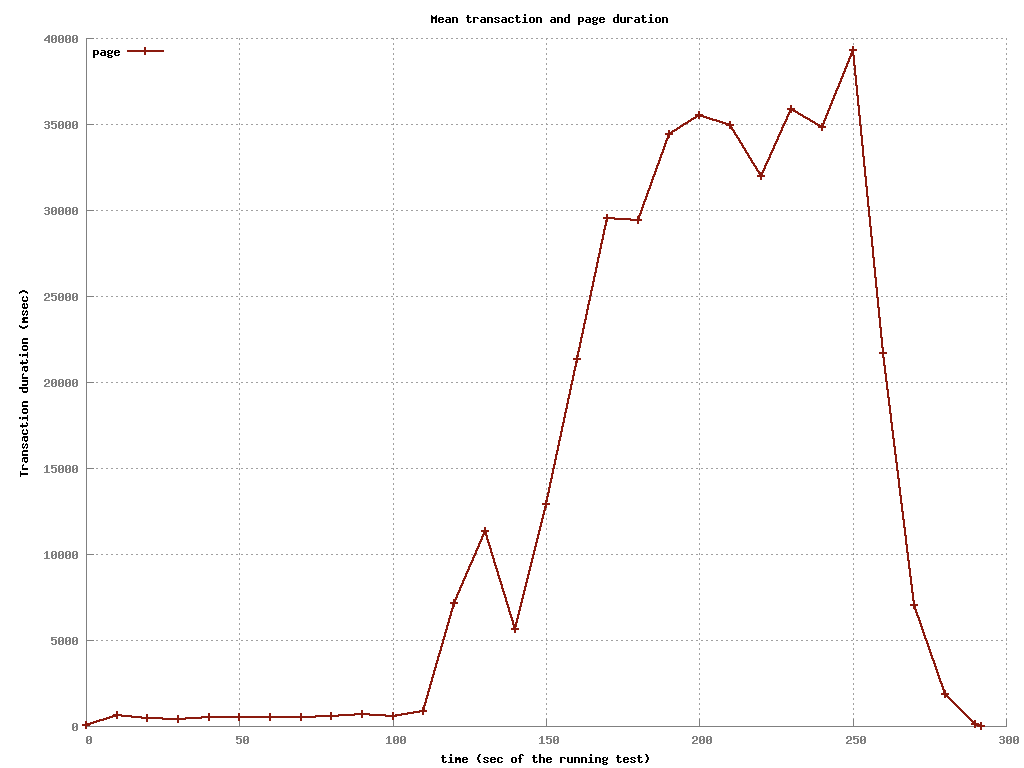 Mean transaction and page duration
page
40000
35000
30000
25000
20000
15000
10000
5000
0
Transaction duration (msec)
0 50 100 150 200 250 300
time (sec of the running test)